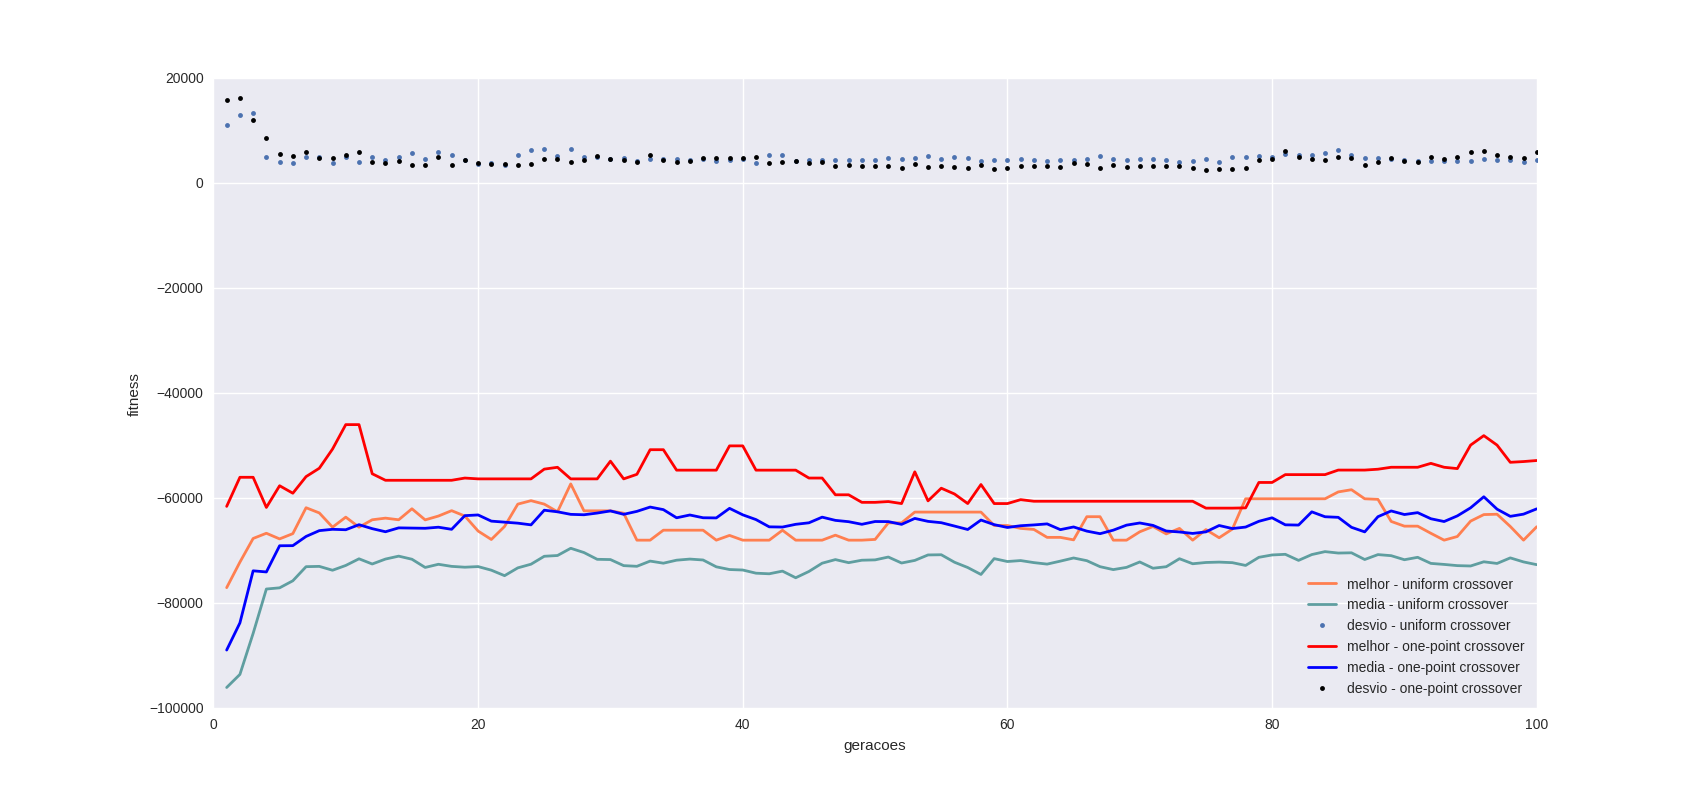 20000
0
−20000
−40000
−60000
−80000
−100000
0 20 40 60 80 100
fitness
geracoes
melhor - uniform crossover
media - uniform crossover
desvio - uniform crossover
melhor - one-point crossover
media - one-point crossover
desvio - one-point crossover